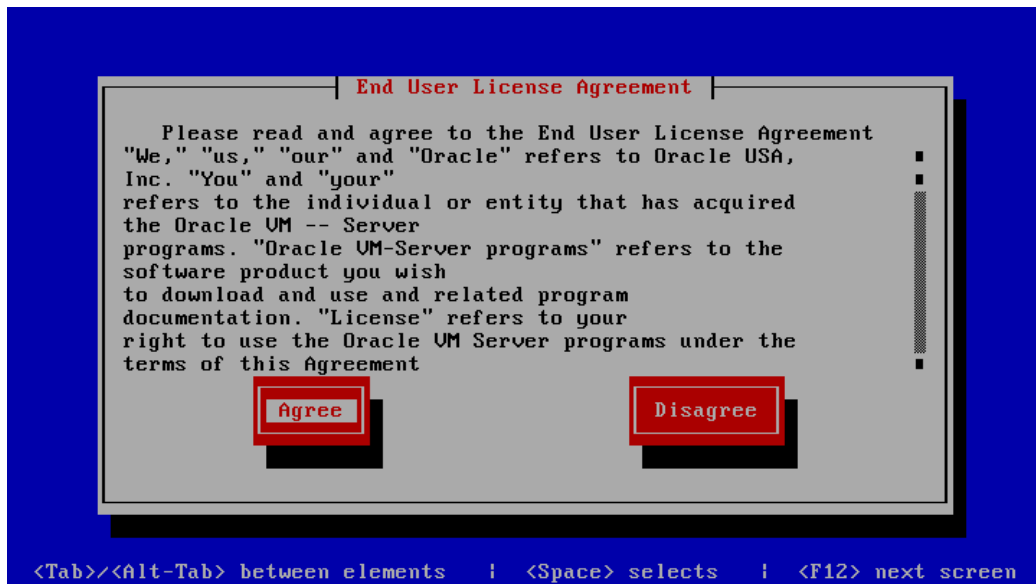 End User License Agreement
Please read and agree to the End User License Agreement
"We," "us," "our" and "Oracle" refers to Oracle USA,
Inc. "You" and "your"
refers to the individual or entity that has acquired
the Oracle VM -- Server
programs. "Oracle VM-Server programs" refers to the
software product you wish
to download and use and related program
documentation. "License" refers to your
right to use the Oracle VM Server programs under the
terms of this Agreement
Agree Disagree
<Tab>/<Alt-Tab> between elements | <Space> selects | <F12> next screen